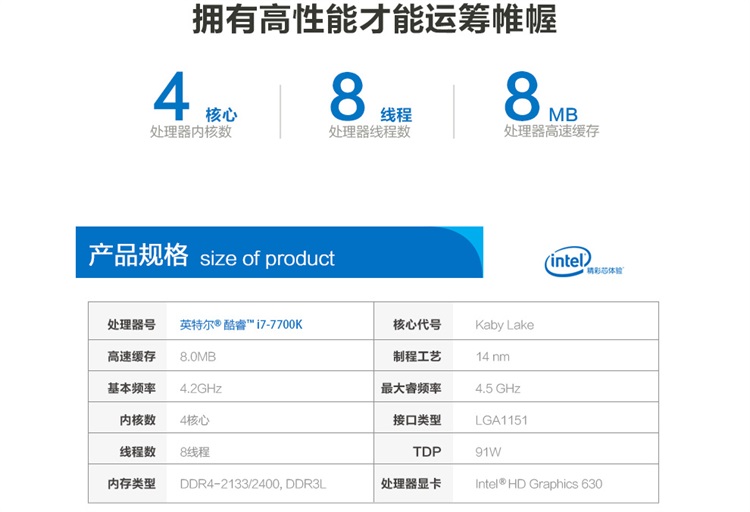 拥有高性能才能运筹帷幄
4 核心 8 线程 8 MB
处理器内核数 处理器线程数 处理器高速缓存
产品规格 size of product
intel 精彩芯体验
处理器号 英特尔® 酷睿™ i7-7700K 核心代号 Kaby Lake
高速缓存 8.0MB 制程工艺 14 nm
基本频率 4.2GHz 最大睿频率 4.5 GHz
内核数 4核心 接口类型 LGA1151
线程数 8线程 TDP 91W
内存类型 DDR4-2133/2400, DDR3L 处理器显卡 Intel® HD Graphics 630